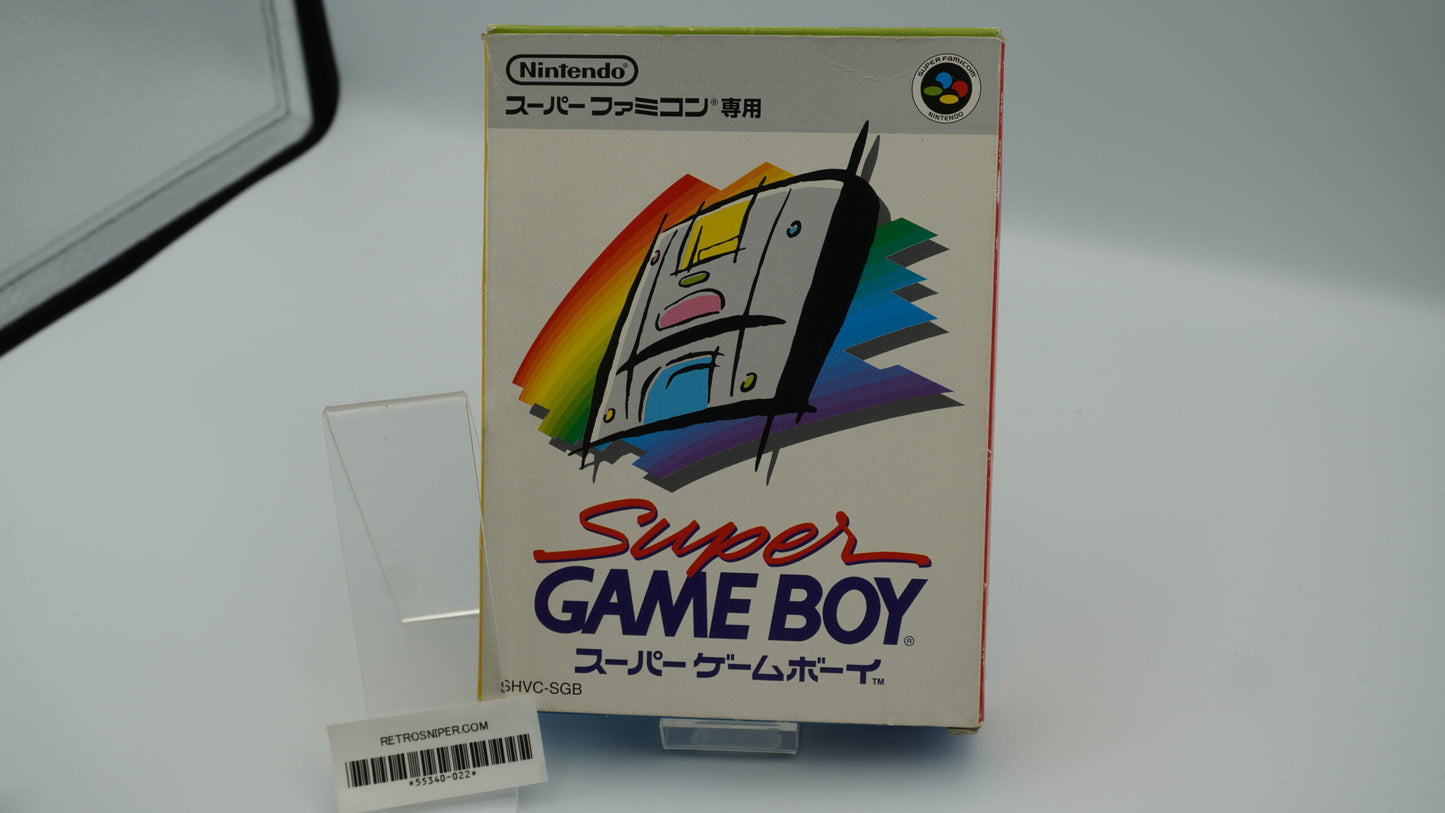 Nintendo®
スーパーファミコン®専用
SUPER FAMICOM
NINTENDO
Super
GAME BOY®
スーパーゲームボーイ™
SHVC-SGB
RETROSNIPER.COM
*55340-022*